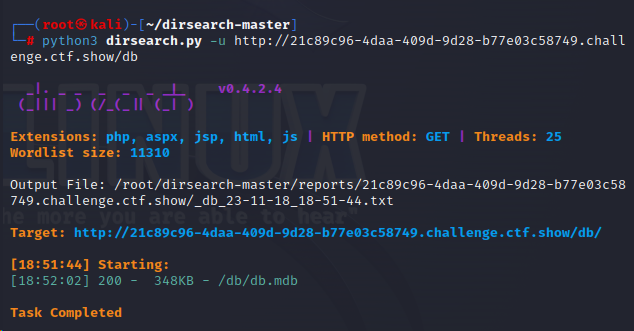 ┌──(root㉿kali)-[~/dirsearch-master]
└─# python3 dirsearch.py -u http://21c89c96-4daa-409d-9d28-b77e03c58749.chall
enge.ctf.show/db
_|. _ _  _  _  _ _|_    v0.4.2.4
(_||| _) (/_(_|| (_| )
Extensions: php, aspx, jsp, html, js | HTTP method: GET | Threads: 25
Wordlist size: 11310
Output File: /root/dirsearch-master/reports/21c89c96-4daa-409d-9d28-b77e03c58
749.challenge.ctf.show/_db_23-11-18_18-51-44.txt
Target: http://21c89c96-4daa-409d-9d28-b77e03c58749.challenge.ctf.show/db/
[18:51:44] Starting:
[18:52:02] 200 -  348KB - /db/db.mdb
Task Completed